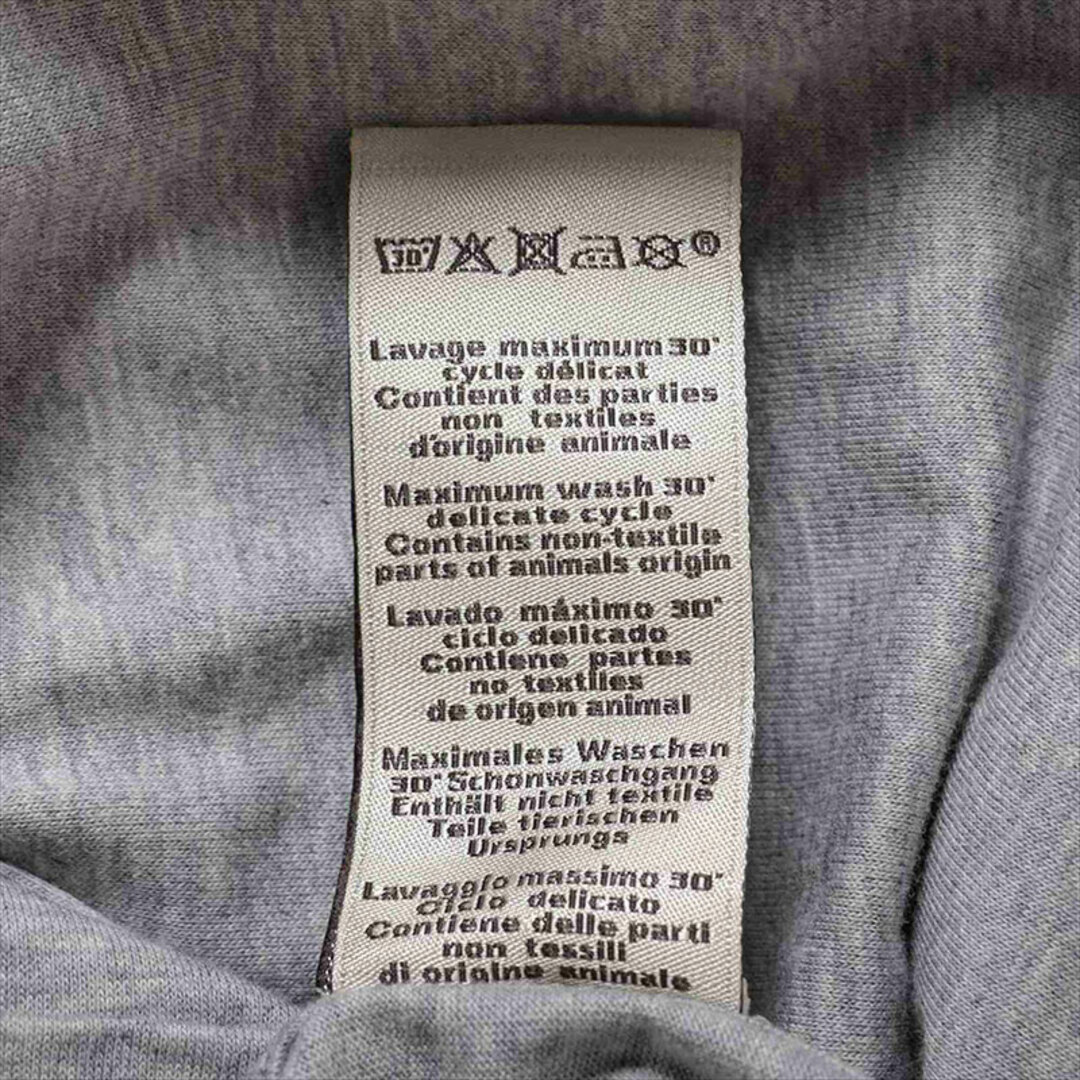 30° ®
Lavage maximum 30°
cycle délicat
Contient des parties
non textiles
d'origine animale
Maximum wash 30°
delicate cycle
Contains non-textile
parts of animals origin
Lavado máximo 30°
ciclo delicado
Contiene partes
no textiles
de origen animal
Maximales Waschen
30° Schonwaschgang
Enthält nicht textile
Teile tierischen
Ursprungs
Lavaggio massimo 30°
Ciclo delicato
Contiene delle parti
non tessili
di origine animale